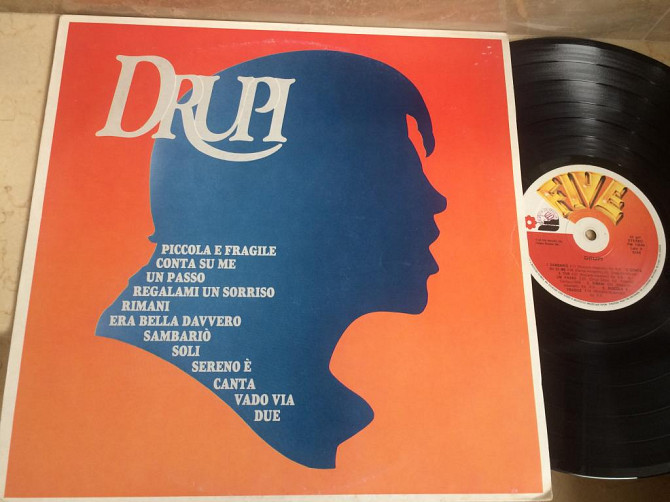 DRUPI
PICCOLA E FRAGILE
CONTA SU ME
UN PASSO
REGALAMI UN SORRISO
RIMANI
ERA BELLA DAVVERO
SAMBARIÒ
SOLI
SERENO È
CANTA
VADO VIA
DUE
FIVE
STEREO